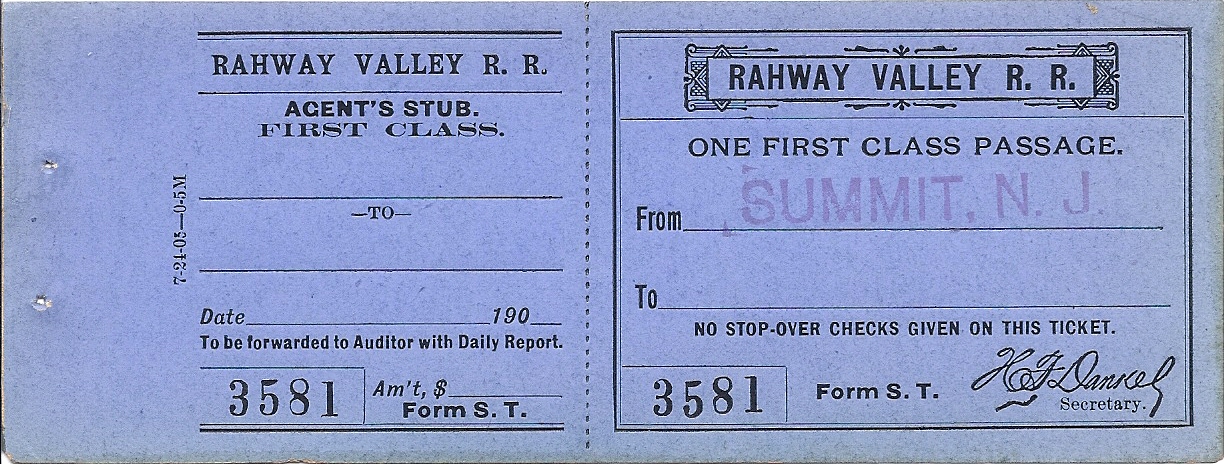 RAHWAY VALLEY R. R.
AGENT'S STUB.
FIRST CLASS.
—TO—
7-24-05—0-5M
Date 190
To be forwarded to Auditor with Daily Report.
3581
Am't, $
Form S. T.
RAHWAY VALLEY R. R.
ONE FIRST CLASS PASSAGE.
From SUMMIT, N. J.
To
NO STOP-OVER CHECKS GIVEN ON THIS TICKET.
3581
Form S. T.
Secretary.